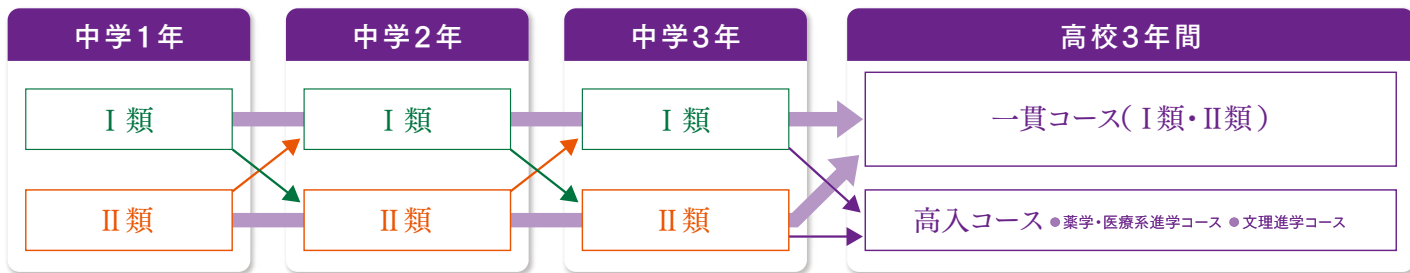 中学1年
中学2年
中学3年
高校3年間
Ⅰ類
Ⅰ類
Ⅰ類
一貫コース(Ⅰ類・Ⅱ類)
Ⅱ類
Ⅱ類
Ⅱ類
高入コース ●薬学・医療系進学コース ●文理進学コース